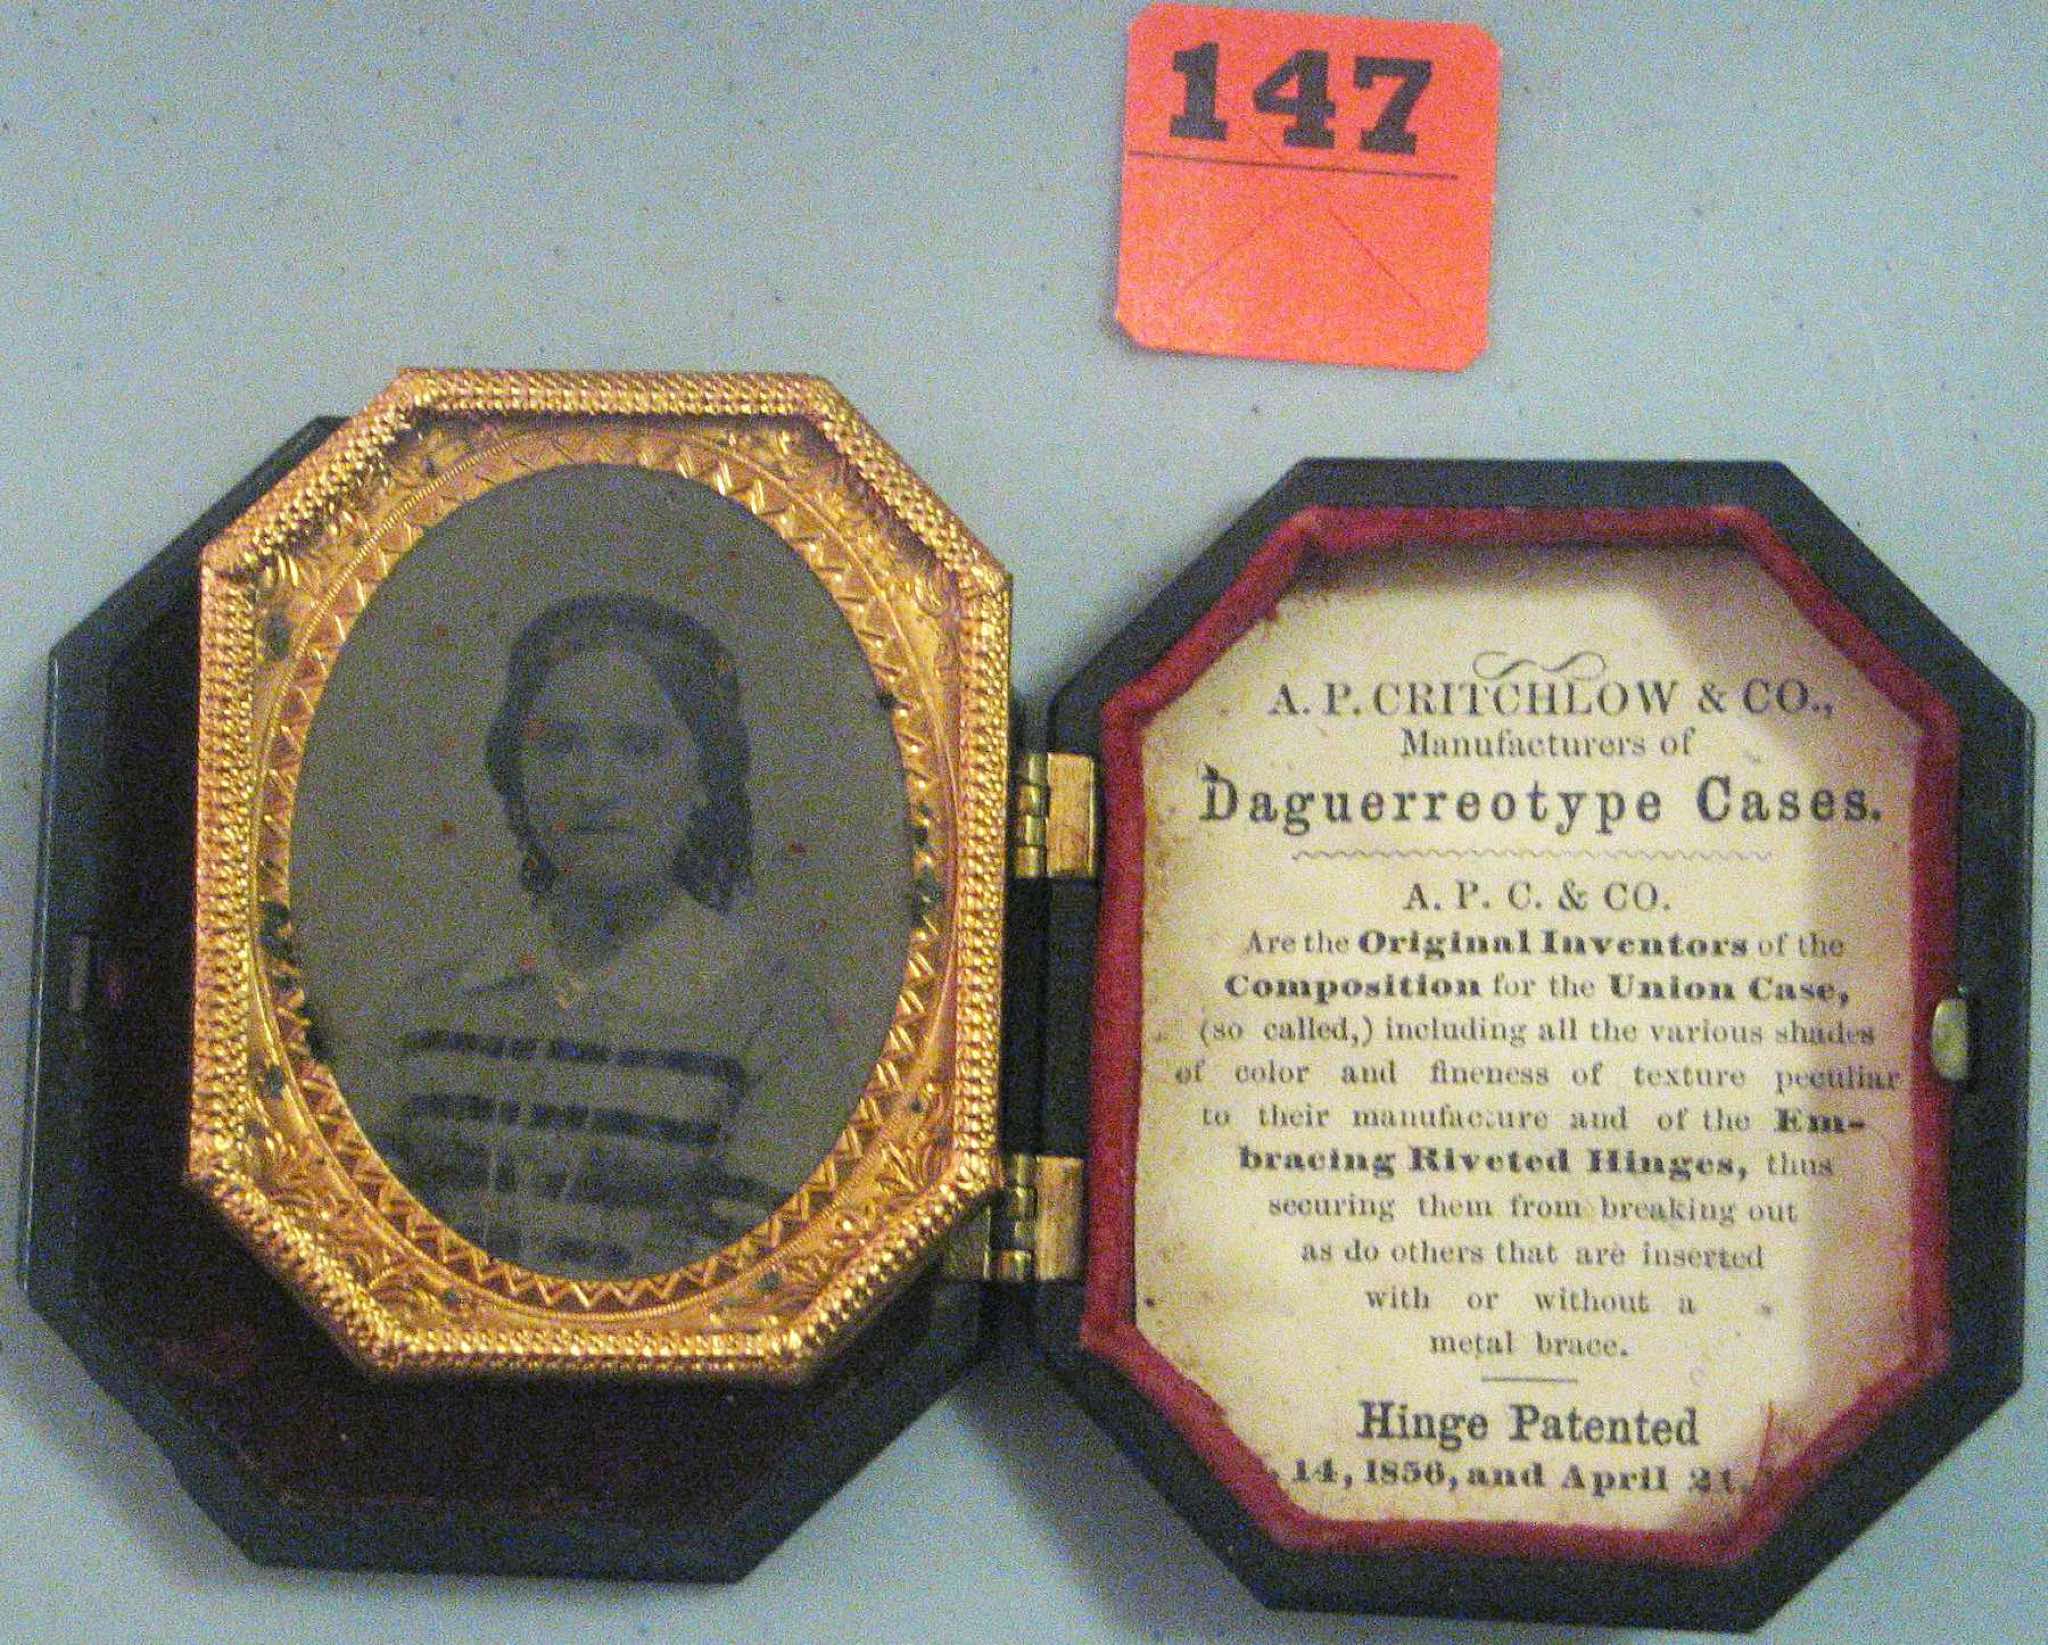 147
A. P. CRITCHLOW & CO.,
Manufacturers of
Daguerreotype Cases.
A. P. C. & CO.
Are the Original Inventors of the
Composition for the Union Case,
(so called,) including all the various shades
of color and fineness of texture peculiar
to their manufacture and of the Em-
bracing Riveted Hinges, thus
securing them from breaking out
as do others that are inserted
with or without a
metal brace.
Hinge Patented
14, 1856, and April 21,